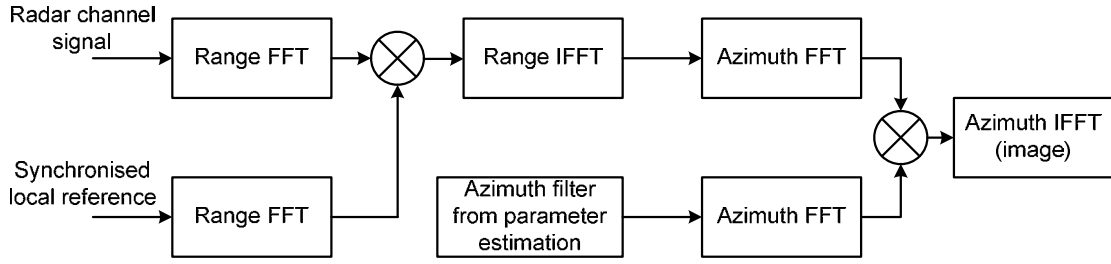 Radar channel
signal
Range FFT
Range IFFT
Azimuth FFT
Azimuth IFFT
(image)
Synchronised
local reference
Range FFT
Azimuth filter
from parameter
estimation
Azimuth FFT